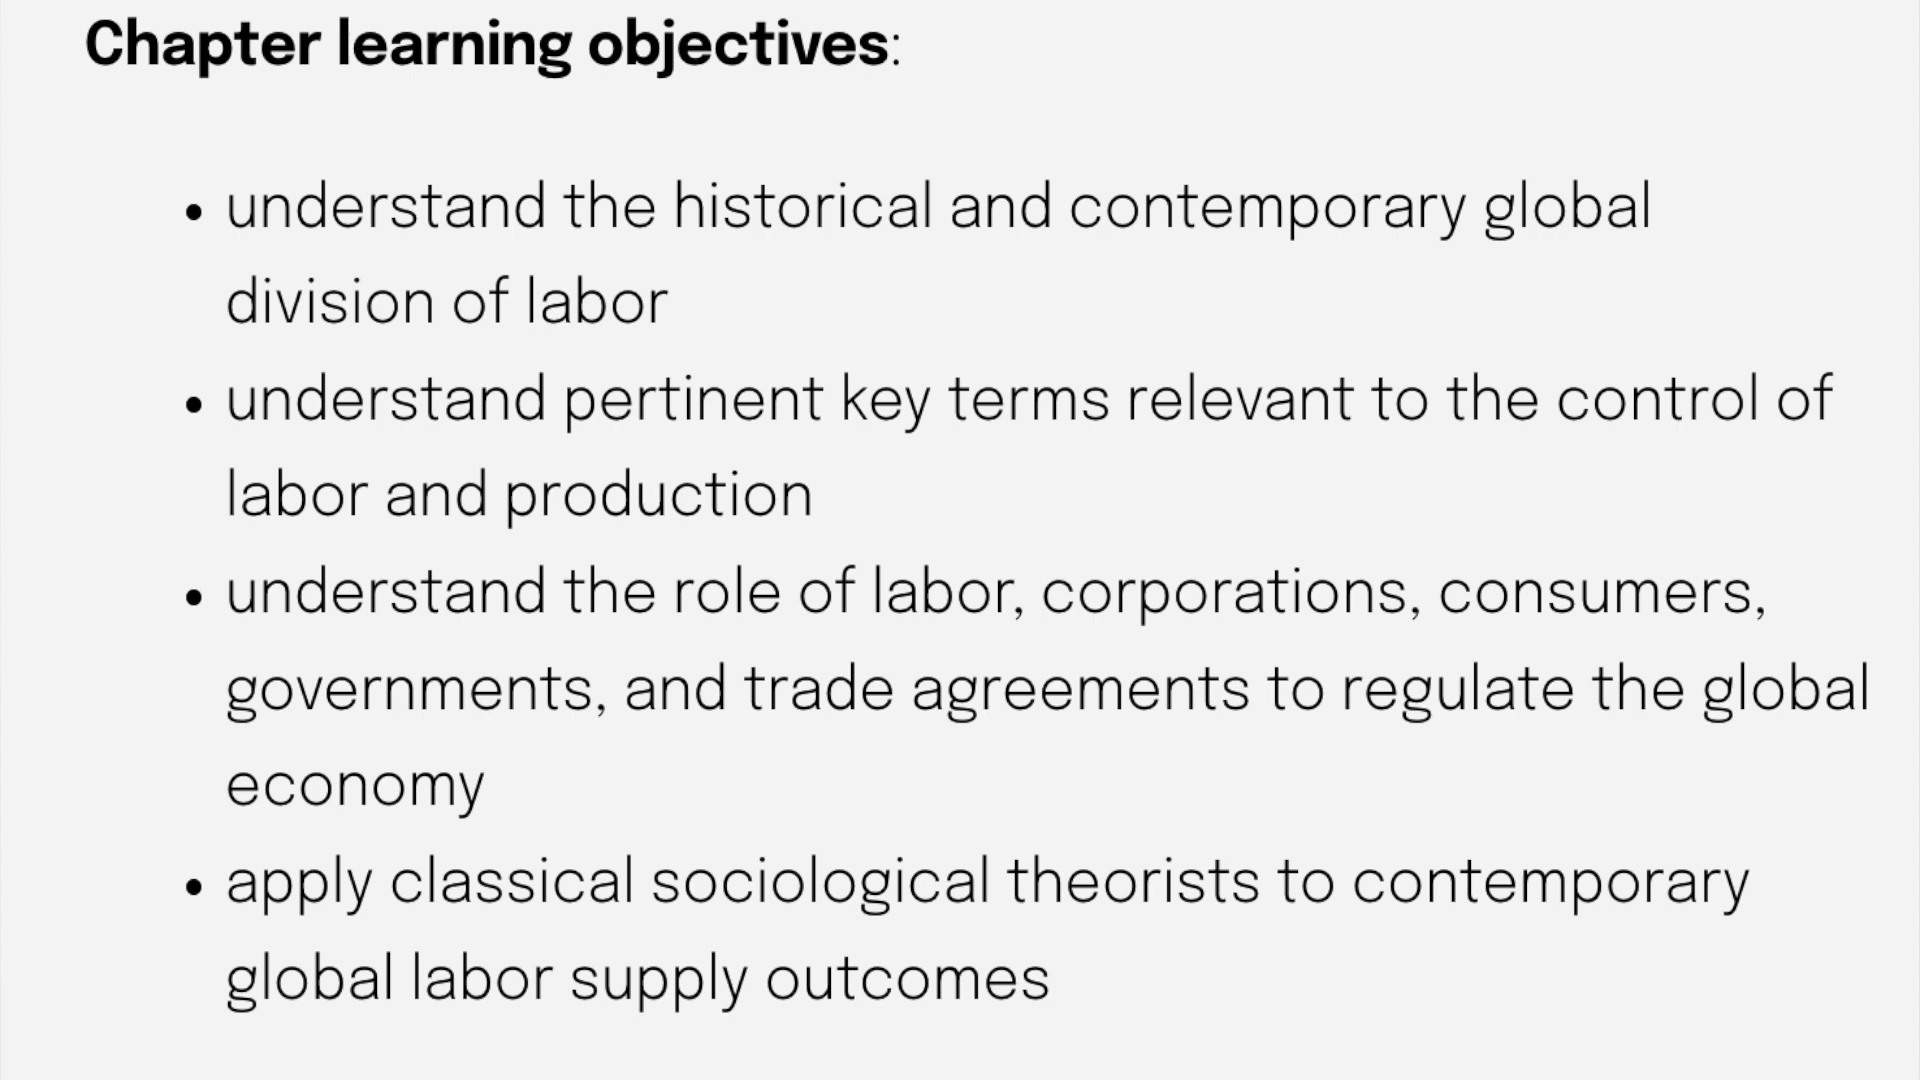 Chapter learning objectives:
• understand the historical and contemporary global
division of labor
• understand pertinent key terms relevant to the control of
labor and production
• understand the role of labor, corporations, consumers,
governments, and trade agreements to regulate the global
economy
• apply classical sociological theorists to contemporary
global labor supply outcomes